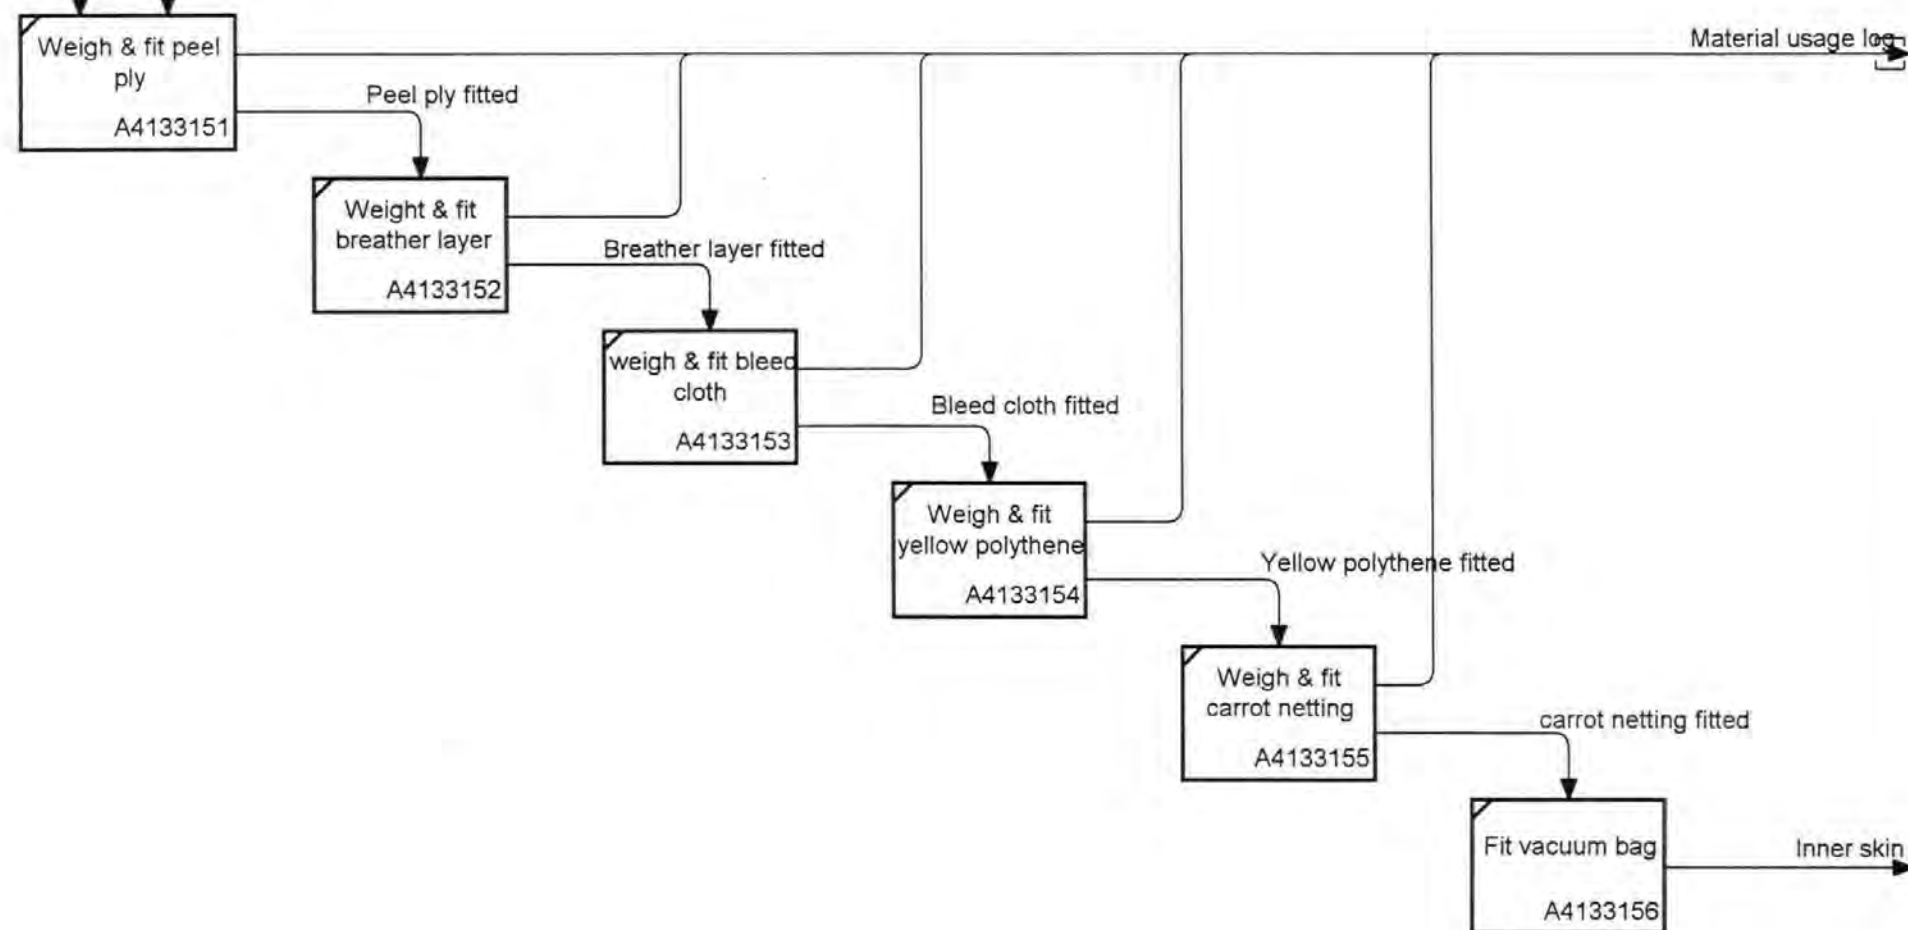 Weigh & fit peel
ply
A4133151
Material usage log
Peel ply fitted
Weight & fit
breather layer
A4133152
Breather layer fitted
weigh & fit bleed
cloth
A4133153
Bleed cloth fitted
Weigh & fit
yellow polythene
A4133154
Yellow polythene fitted
Weigh & fit
carrot netting
A4133155
carrot netting fitted
Fit vacuum bag
A4133156
Inner skin